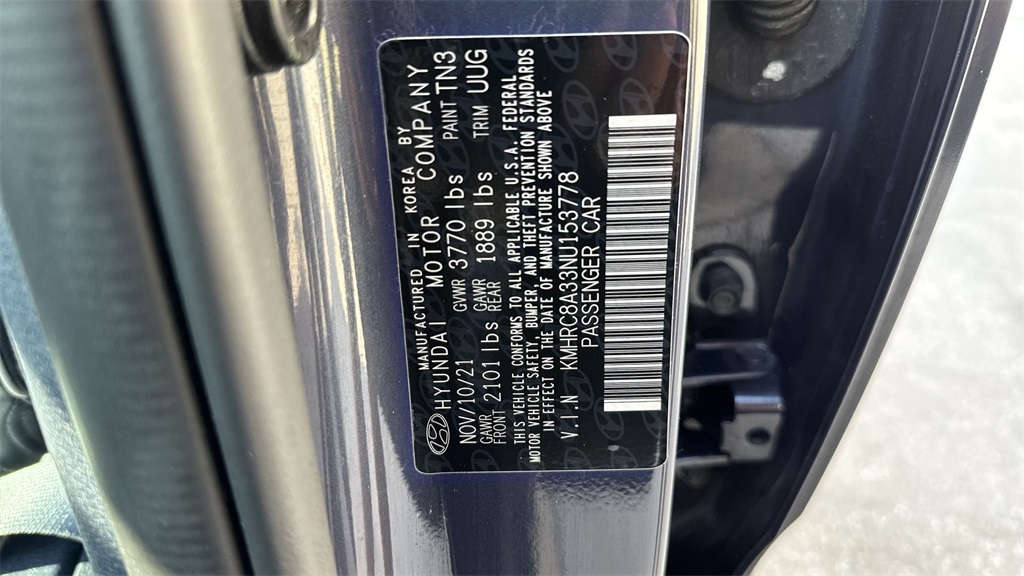 MANUFACTURED IN KOREA BY
HYUNDAI MOTOR COMPANY
NOV/10/21 GVWR 3770 lbs PAINT TN3
GAWR FRONT 2101 lbs GAWR REAR 1889 lbs TRIM UUG
THIS VEHICLE CONFORMS TO ALL APPLICABLE U.S.A. FEDERAL
MOTOR VEHICLE SAFETY, BUMPER, AND THEFT PREVENTION STANDARDS
IN EFFECT ON THE DATE OF MANUFACTURE SHOWN ABOVE
V.I.N KMHRC8A33NU153778
PASSENGER CAR